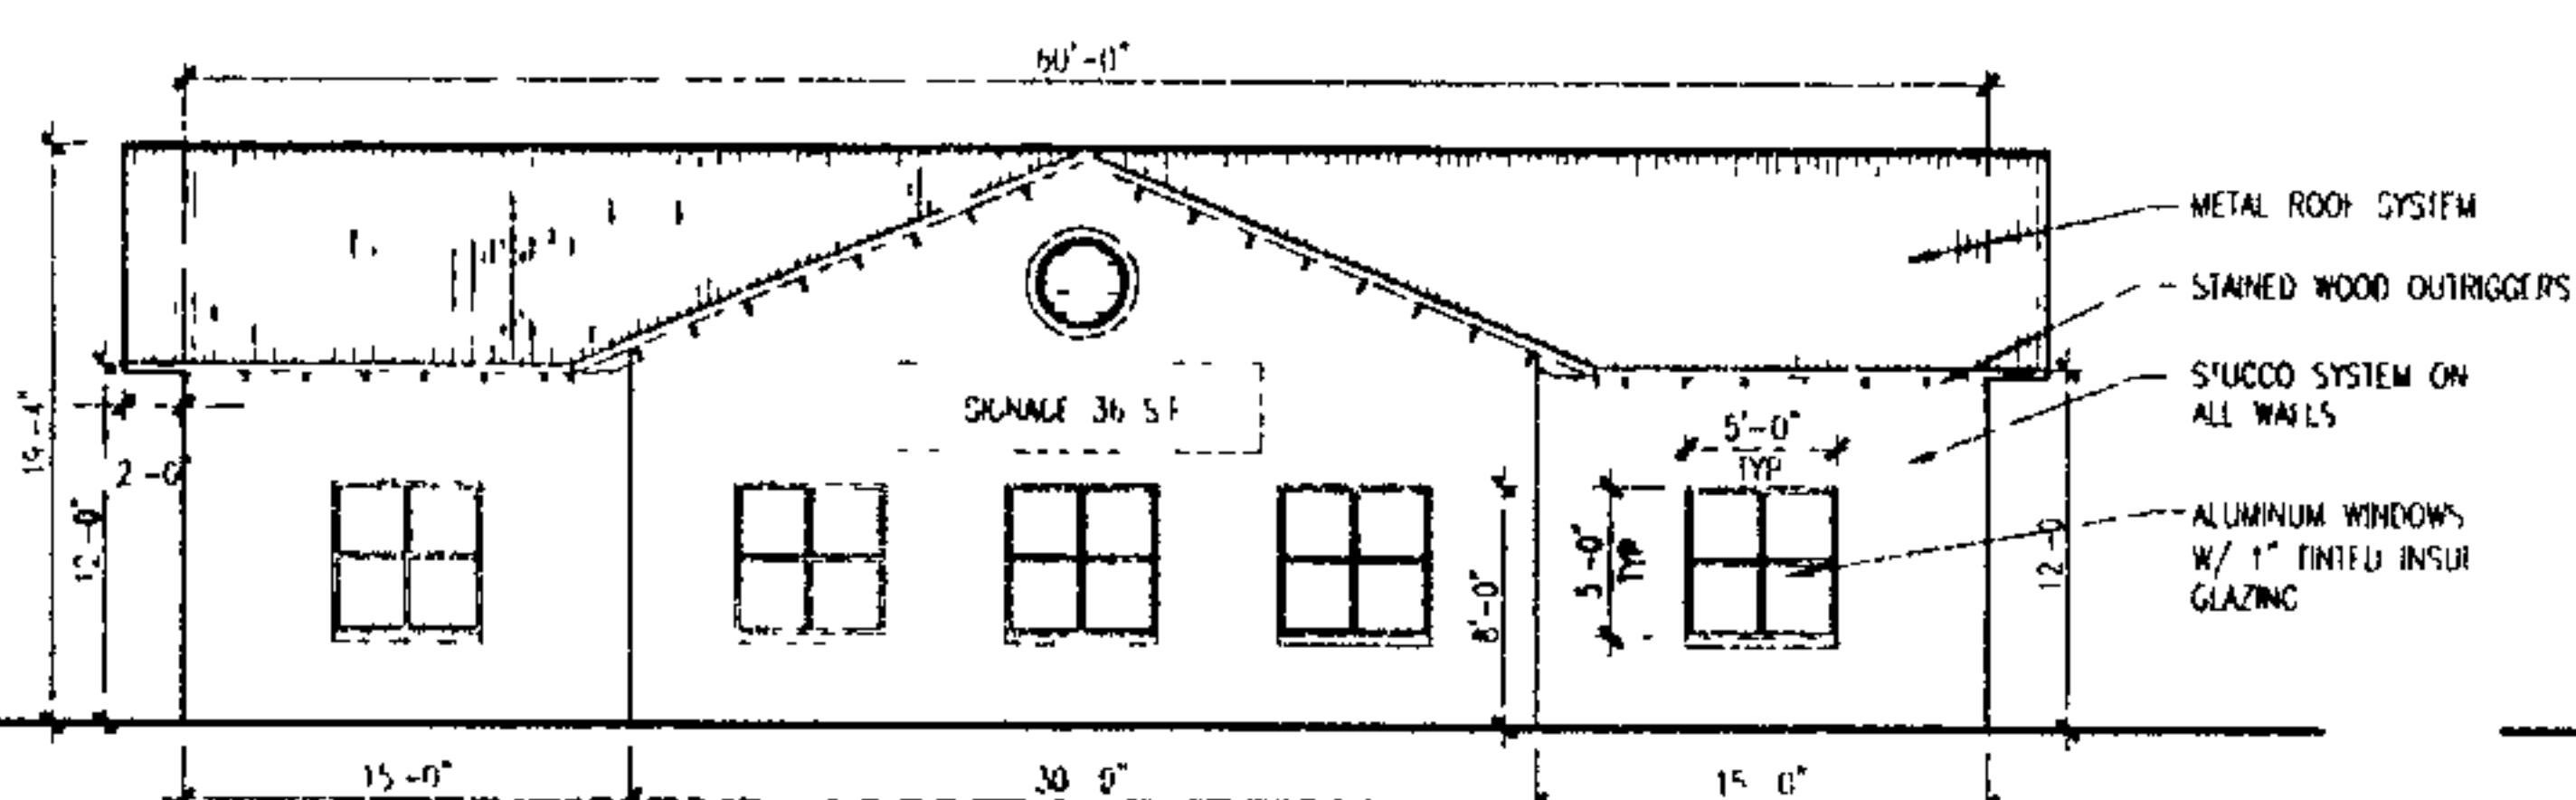 60'-0"
METAL ROOF SYSTEM
STAINED WOOD OUTRIGGERS
STUCCO SYSTEM ON
ALL WALLS
SIGNAGE 36 S F
5'-0"
TYP
19'-4"
2 -0
12 -0"
8'-0"
5 -0"
TYP
12 -0
ALUMINUM WINDOWS
W/ 1" TINTED INSUL
GLAZING
15 -0"
30 0"
15 0"